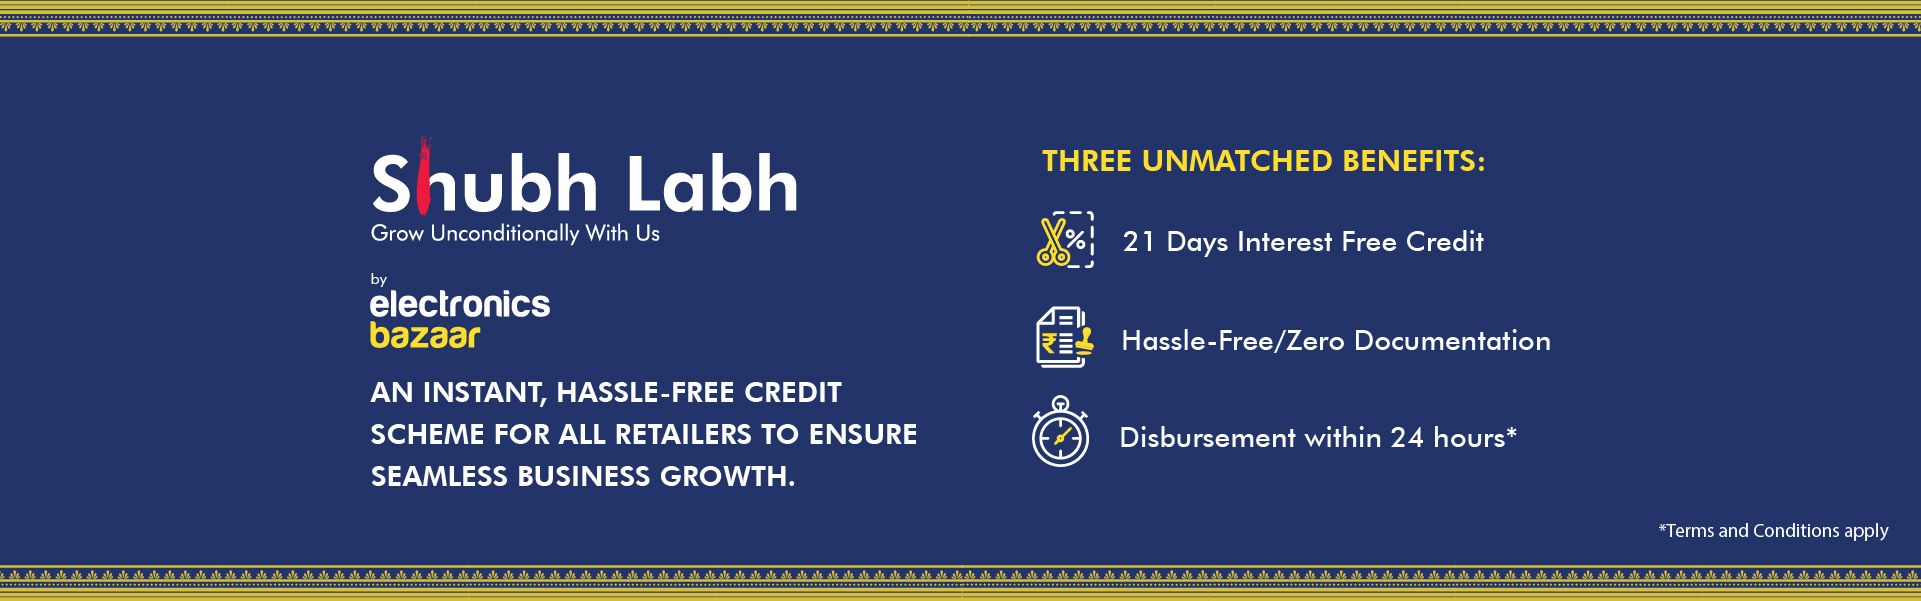 Shubh Labh
Grow Unconditionally With Us
by
electronics
bazaar
AN INSTANT, HASSLE-FREE CREDIT
SCHEME FOR ALL RETAILERS TO ENSURE
SEAMLESS BUSINESS GROWTH.
THREE UNMATCHED BENEFITS:
%
21 Days Interest Free Credit
₹
Hassle-Free/Zero Documentation
Disbursement within 24 hours*
*Terms and Conditions apply